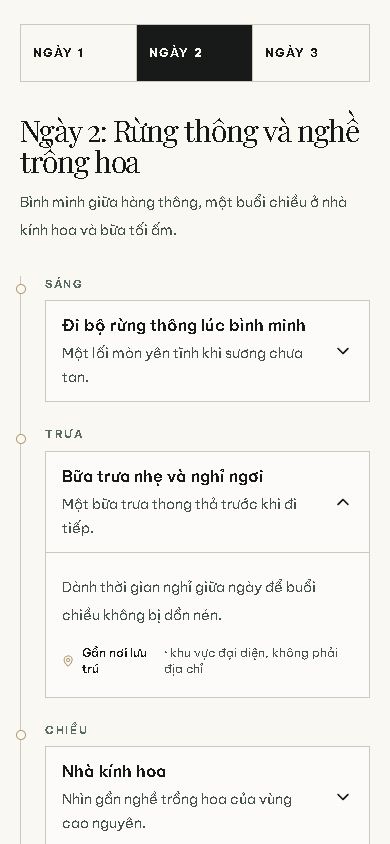 NGÀY 1
NGÀY 2
NGÀY 3
Ngày 2: Rừng thông và nghề
trồng hoa
Bình minh giữa hàng thông, một buổi chiều ở nhà
kính hoa và bữa tối ấm.
SÁNG
Đi bộ rừng thông lúc bình minh
Một lối mòn yên tĩnh khi sương chưa
tan.
TRƯA
Bữa trưa nhẹ và nghỉ ngơi
Một bữa trưa thong thả trước khi đi
tiếp.
Dành thời gian nghỉ giữa ngày để buổi
chiều không bị dồn nén.
Gần nơi lưu
trú
· khu vực đại diện, không phải
địa chỉ
CHIỀU
Nhà kính hoa
Nhìn gần nghề trồng hoa của vùng
cao nguyên.